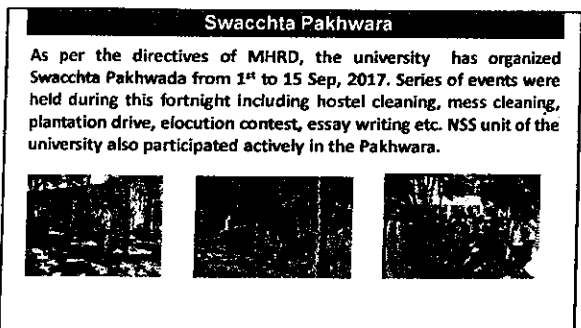 Swacchta Pakhwara
As per the directives of MHRD, the university has organized
Swacchta Pakhwada from 1st to 15 Sep, 2017. Series of events were
held during this fortnight including hostel cleaning, mess cleaning,
plantation drive, elocution contest, essay writing etc. NSS unit of the
university also participated actively in the Pakhwara.